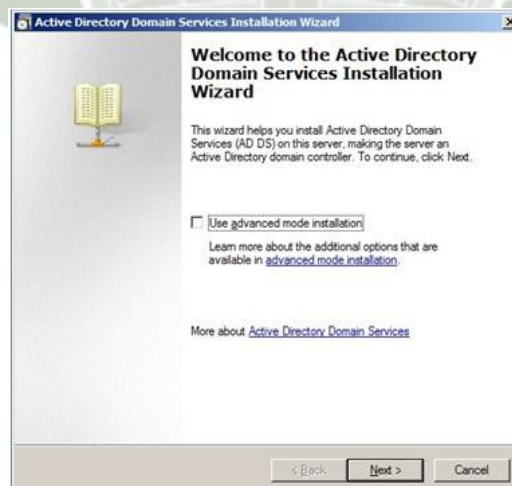 Active Directory Domain Services Installation Wizard
Welcome to the Active Directory
Domain Services Installation
Wizard
This wizard helps you install Active Directory Domain
Services (AD DS) on this server, making the server an
Active Directory domain controller. To continue, click Next.
Use advanced mode installation
Learn more about the additional options that are
available in advanced mode installation.
More about Active Directory Domain Services
< Back Next > Cancel